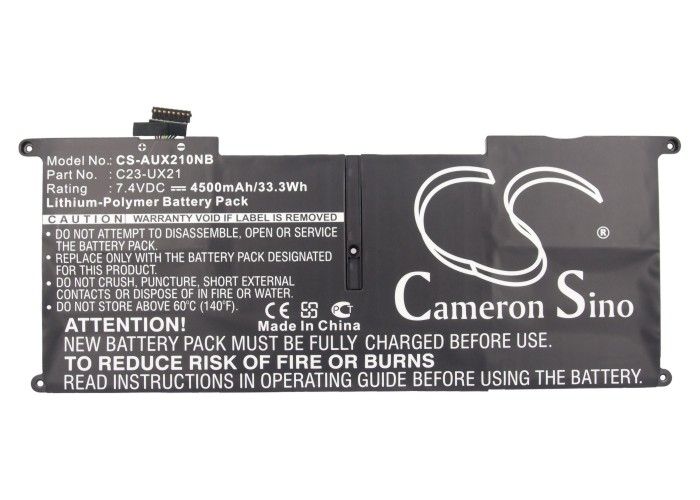 Model No.: CS-AUX210NB
Part No.: C23-UX21
Rating : 7.4VDC ⎓ 4500mAh/33.3Wh
Lithium-Polymer Battery Pack
CAUTION WARRANTY VOID IF LABEL IS REMOVED
• DO NOT ATTEMPT TO DISASSEMBLE, OPEN OR SERVICE
THE BATTERY PACK.
• REPLACE ONLY WITH THE BATTERY PACK DESIGNATED
FOR THIS PRODUCT.
• DO NOT CRUSH, PUNCTURE, SHORT EXTERNAL
CONTACTS OR DISPOSE OF IN FIRE OR WATER.
• DO NOT STORE ABOVE 60°C (140°F).
CE
Made In China
ATTENTION!
NEW BATTERY PACK MUST BE FULLY CHARGED BEFORE USE
TO REDUCE RISK OF FIRE OR BURNS
READ INSTRUCTIONS IN OPERATING GUIDE BEFORE USING THE BATTERY.
CS ®
Cameron Sino